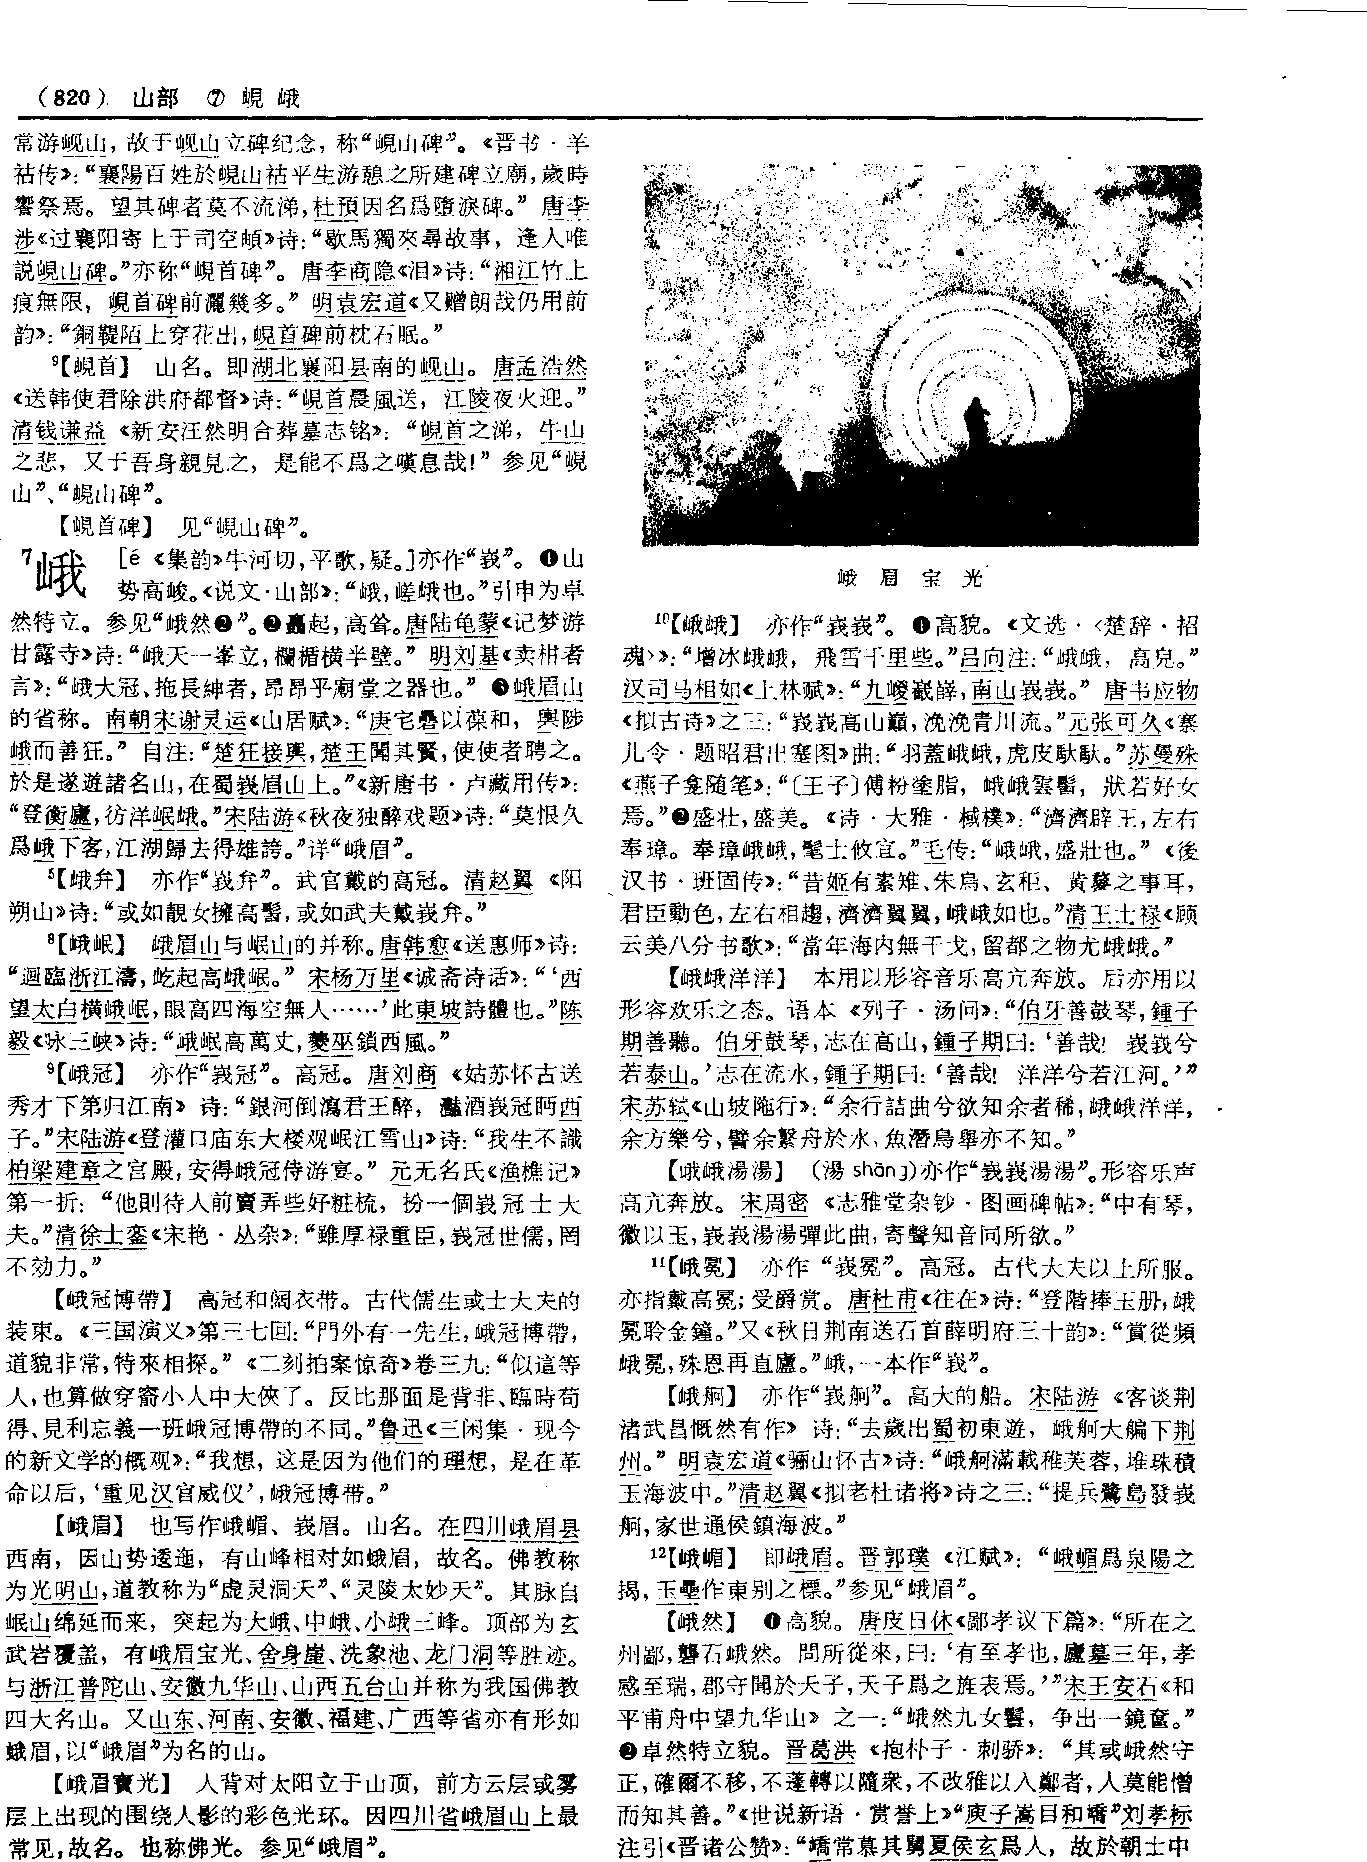 （820） 山部 ⑦ 峴 峨
常游岘山，故于岘山立碑纪念，称“峴山碑”。《晋书·羊
祜传》：“襄陽百姓於峴山祜平生游憩之所建碑立廟，歲時
饗祭焉。望其碑者莫不流涕，杜預因名爲墮淚碑。”唐李
涉《过襄阳寄上于司空頔》诗：“歇馬獨來尋故事，逢人唯
説峴山碑。”亦称“峴首碑”。唐李商隐《泪》诗：“湘江竹上
痕無限，峴首碑前灑幾多。”明袁宏道《又赠朗哉仍用前
韵》：“銅鞮陌上穿花出，峴首碑前枕石眠。”
⁹【峴首】 山名。即湖北襄阳县南的岘山。唐孟浩然
《送韩使君除洪府都督》诗：“峴首晨風送，江陵夜火迎。”
清钱谦益《新安汪然明合葬墓志铭》：“峴首之涕，牛山
之悲，又于吾身親見之，是能不爲之嘆息哉！”参见“峴
山”、“峴山碑”。
【峴首碑】 见“峴山碑”。
⁷峨 ［é《集韵》牛河切，平歌，疑。］亦作“峩”。❶山
势高峻。《说文·山部》：“峨，嵯峨也。”引申为卓
然特立。参见“峨然❷”。❷矗起，高耸。唐陆龟蒙《记梦游
甘露寺》诗：“峨天一峯立，欄楯横半壁。”明刘基《卖柑者
言》：“峨大冠、拖長紳者，昂昂乎廟堂之器也。”❸峨眉山
的省称。南朝宋谢灵运《山居赋》：“庚宅礨以葆和，輿陟
峨而善狂。”自注：“楚狂接輿，楚王聞其賢，使使者聘之。
於是遂遊諸名山，在蜀峩眉山上。”《新唐书·卢藏用传》：
“登衡廬，彷洋岷峨。”宋陆游《秋夜独醉戏题》诗：“莫恨久
爲峨下客，江湖歸去得雄誇。”详“峨眉”。
⁵【峨弁】 亦作“峩弁”。武官戴的高冠。清赵翼《阳
朔山》诗：“或如靚女擁高髻，或如武夫戴峩弁。”
⁸【峨岷】 峨眉山与岷山的并称。唐韩愈《送惠师》诗：
“迴臨浙江濤，屹起高峨岷。”宋杨万里《诚斋诗话》：“‘西
望太白横峨岷，眼高四海空無人……’此東坡詩體也。”陈
毅《咏三峡》诗：“峨岷高萬丈，夔巫鎖西風。”
⁹【峨冠】 亦作“峩冠”。高冠。唐刘商《姑苏怀古送
秀才下第归江南》诗：“銀河倒瀉君王醉，灩酒峩冠眄西
子。”宋陆游《登灌口庙东大楼观岷江雪山》诗：“我生不識
柏梁建章之宫殿，安得峨冠侍游宴。”元无名氏《渔樵记》
第一折：“他則待人前賣弄些好粧梳，扮一個峩冠士大
夫。”清徐士銮《宋艳·丛杂》：“雖厚禄重臣，峩冠世儒，罔
不効力。”
【峨冠博帶】 高冠和阔衣带。古代儒生或士大夫的
装束。《三国演义》第三七回：“門外有一先生，峨冠博帶，
道貌非常，特來相探。”《二刻拍案惊奇》卷三九：“似這等
人，也算做穿窬小人中大俠了。反比那面是背非、臨時苟
得、見利忘義一班峨冠博帶的不同。”鲁迅《三闲集·现今
的新文学的概观》：“我想，这是因为他们的理想，是在革
命以后，‘重见汉官威仪’，峨冠博带。”
【峨眉】 也写作峨嵋、峩眉。山名。在四川峨眉县
西南，因山势逶迤，有山峰相对如蛾眉，故名。佛教称
为光明山，道教称为“虚灵洞天”、“灵陵太妙天”。其脉自
岷山绵延而来，突起为大峨、中峨、小峨三峰。顶部为玄
武岩覆盖，有峨眉宝光、舍身崖、洗象池、龙门洞等胜迹。
与浙江普陀山、安徽九华山、山西五台山并称为我国佛教
四大名山。又山东、河南、安徽、福建、广西等省亦有形如
蛾眉，以“峨眉”为名的山。
【峨眉寳光】 人背对太阳立于山顶，前方云层或雾
层上出现的围绕人影的彩色光环。因四川省峨眉山上最
常见，故名。也称佛光。参见“峨眉”。
峨眉宝光
¹⁰【峨峨】 亦作“峩峩”。❶高貌。《文选·〈楚辞·招
魂〉》：“增冰峨峨，飛雪千里些。”吕向注：“峨峨，高皃。”
汉司马相如《上林赋》：“九嵕巀嶭，南山峩峩。”唐韦应物
《拟古诗》之三：“峩峩高山巔，浼浼青川流。”元张可久《寨
儿令·题昭君出塞图》曲：“羽蓋峨峨，虎皮馱馱。”苏曼殊
《燕子龛随笔》：“〔王子〕傅粉塗脂，峨峨雲髻，狀若好女
焉。”❷盛壮，盛美。《诗·大雅·棫樸》：“濟濟辟王，左右
奉璋。奉璋峨峨，髦士攸宜。”毛传：“峨峨，盛壯也。”《後
汉书·班固传》：“昔姬有素雉、朱烏、玄秬、黄䅘之事耳，
君臣動色，左右相趨，濟濟翼翼，峨峨如也。”清王士禄《顾
云美八分书歌》：“當年海内無干戈，留都之物尤峨峨。”
【峨峨洋洋】 本用以形容音乐高亢奔放。后亦用以
形容欢乐之态。语本《列子·汤问》：“伯牙善鼓琴，鍾子
期善聽。伯牙鼓琴，志在高山，鍾子期曰：‘善哉！峩峩兮
若泰山。’志在流水，鍾子期曰：‘善哉！洋洋兮若江河。’”
宋苏轼《山坡陁行》：“余行詰曲兮欲知余者稀，峨峨洋洋，
余方樂兮，譬余繫舟於水，魚潛鳥舉亦不知。”
【峨峨湯湯】 （湯 shāng）亦作“峩峩湯湯”。形容乐声
高亢奔放。宋周密《志雅堂杂钞·图画碑帖》：“中有琴，
徽以玉，峩峩湯湯彈此曲，寄聲知音同所欲。”
¹¹【峨冕】 亦作“峩冕”。高冠。古代大夫以上所服。
亦指戴高冕；受爵赏。唐杜甫《往在》诗：“登階捧玉册，峨
冕聆金鐘。”又《秋日荆南送石首薛明府三十韵》：“賞從頻
峨冕，殊恩再直廬。”峨，一本作“峩”。
【峨舸】 亦作“峩舸”。高大的船。宋陆游《客谈荆
渚武昌慨然有作》诗：“去歲出蜀初東遊，峨舸大艑下荆
州。”明袁宏道《骊山怀古》诗：“峨舸滿載稚芙蓉，堆珠積
玉海波中。”清赵翼《拟老杜诸将》诗之三：“提兵鷺島發峩
舸，家世通侯鎮海波。”
¹²【峨嵋】 即峨眉。晋郭璞《江赋》：“峨嵋爲泉陽之
揭，玉壘作東别之標。”参见“峨眉”。
【峨然】 ❶高貌。唐皮日休《鄙孝议下篇》：“所在之
州鄙，礱石峨然。問所從來，曰：‘有至孝也，廬墓三年，孝
感至瑞，郡守聞於天子，天子爲之旌表焉。’”宋王安石《和
平甫舟中望九华山》之一：“峨然九女鬟，争出一鏡奩。”
❷卓然特立貌。晋葛洪《抱朴子·刺骄》：“其或峨然守
正，確爾不移，不蓬轉以隨衆，不改雅以入鄭者，人莫能憎
而知其善。”《世说新语·赏誉上》“庾子嵩目和嶠”刘孝标
注引《晋诸公赞》：“嶠常慕其舅夏侯玄爲人，故於朝士中